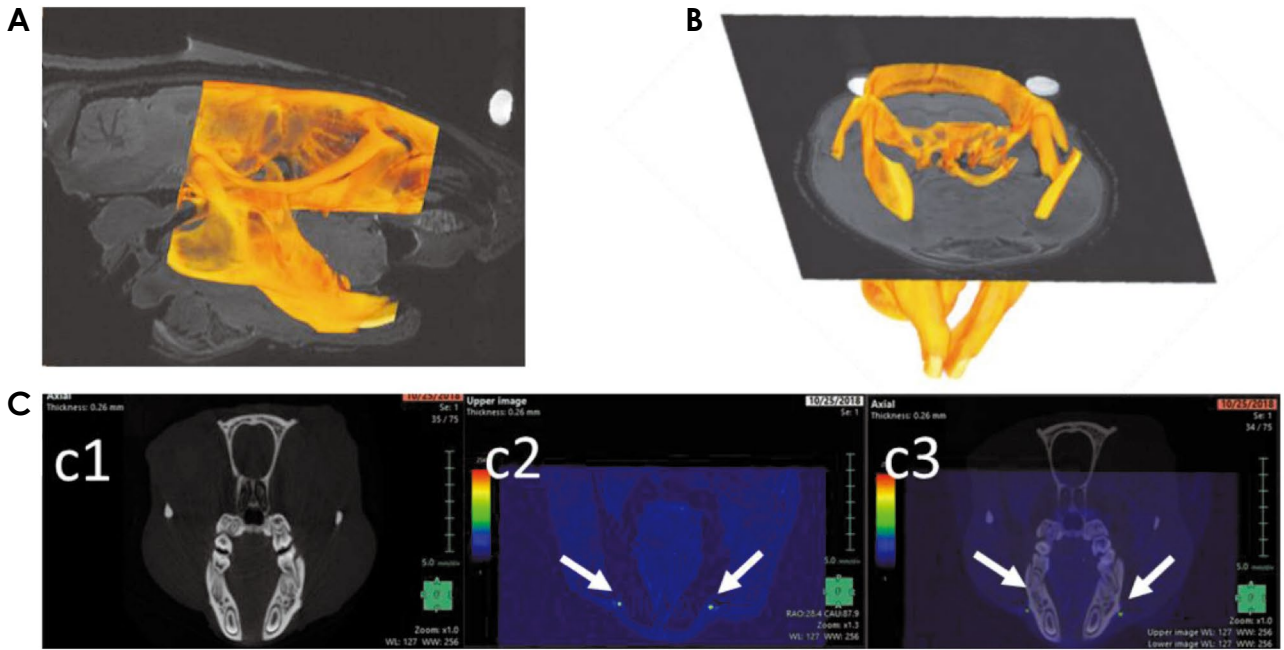 A
B
C
Axial
Thickness: 0.26 mm
10/25/2018
Se: 1
35 / 75
c1
5.0 mm/div
Zoom: x1.0
WL: 127 WW: 256
Upper image
Thickness: 0.26 mm
10/25/2018
Se: 1
c2
5.0 mm/div
RAO:28.4 CAU:87.9
Zoom: x1.3
WL: 127 WW: 256
Axial
Thickness: 0.26 mm
10/25/2018
Se: 1
34 / 75
c3
5.0 mm/div
Zoom: x1.0
Upper image WL: 127 WW: 256
Lower image WL: 127 WW: 256